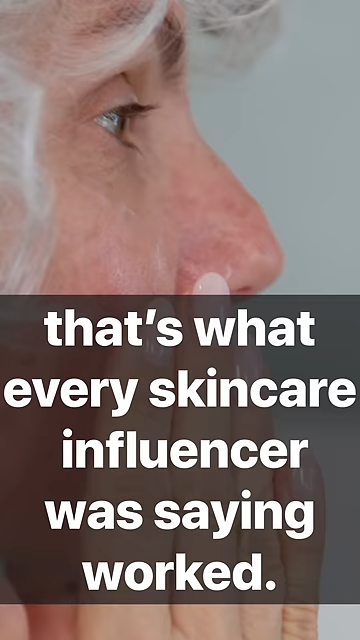 that's what
every skincare
influencer
was saying
worked.